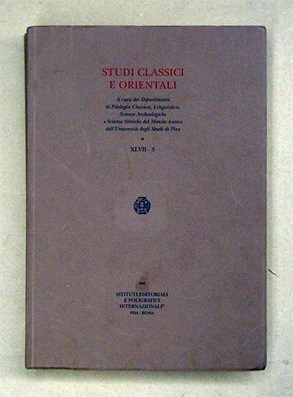 STUDI CLASSICI
E ORIENTALI
A cura dei Dipartimenti
di Filologia Classica, Linguistica,
Scienze Archeologiche
e Scienze Storiche del Mondo Antico
dell'Università degli Studi di Pisa
XLVII - 3
ISTITUTI EDITORIALI
E POLIGRAFICI
INTERNAZIONALI®
PISA - ROMA